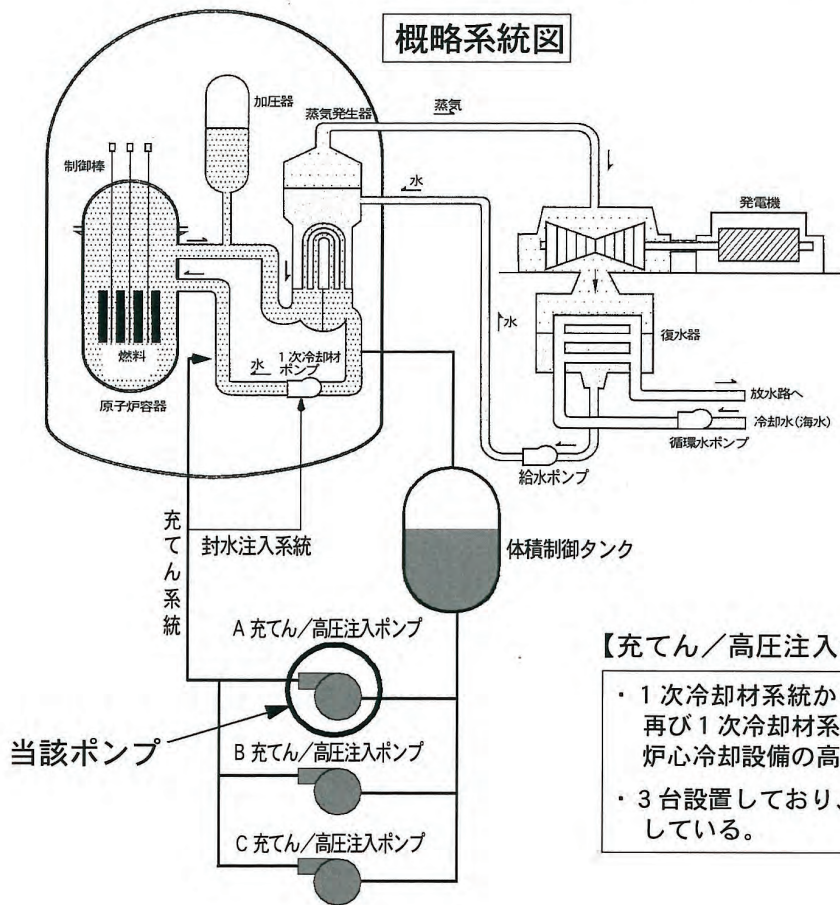 概略系統図
加圧器
蒸気発生器
蒸気
制御棒
水
発電機
燃料
原子炉容器
水
1次冷却材
ポンプ
水
復水器
放水路へ
冷却水(海水)
循環水ポンプ
給水ポンプ
充てん系統
封水注入系統
体積制御タンク
A 充てん/高圧注入ポンプ
当該ポンプ
B 充てん/高圧注入ポンプ
C 充てん/高圧注入ポンプ
【充てん/高圧注入
・1次冷却材系統か
再び1次冷却材系
炉心冷却設備の高
・3台設置しており、
している。